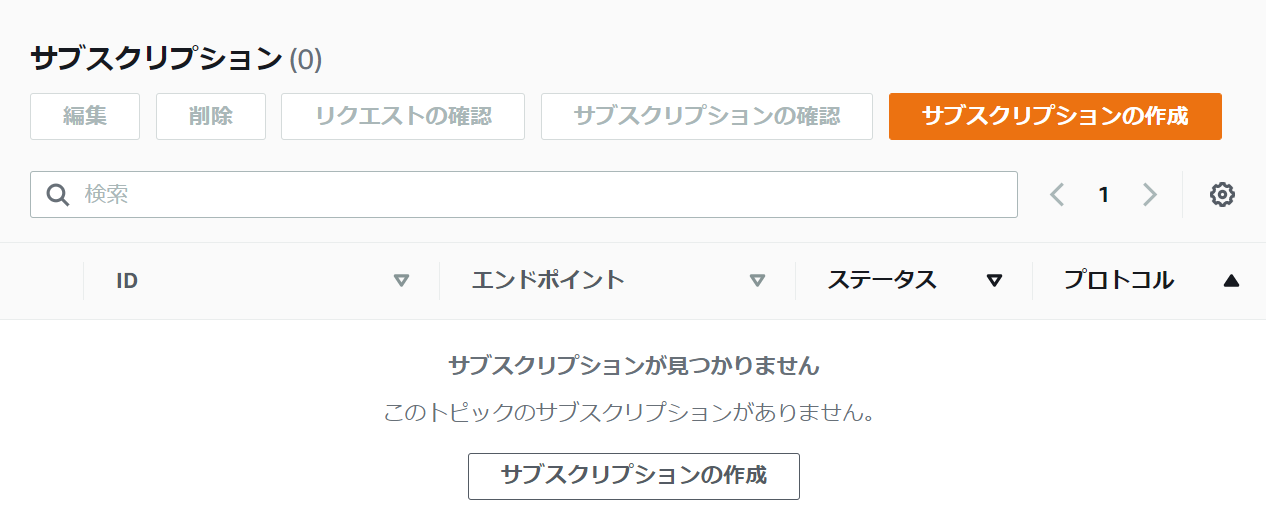 サブスクリプション (0)
編集 削除 リクエストの確認 サブスクリプションの確認 サブスクリプションの作成
検索 1
ID エンドポイント ステータス プロトコル
サブスクリプションが見つかりません
このトピックのサブスクリプションがありません。
サブスクリプションの作成